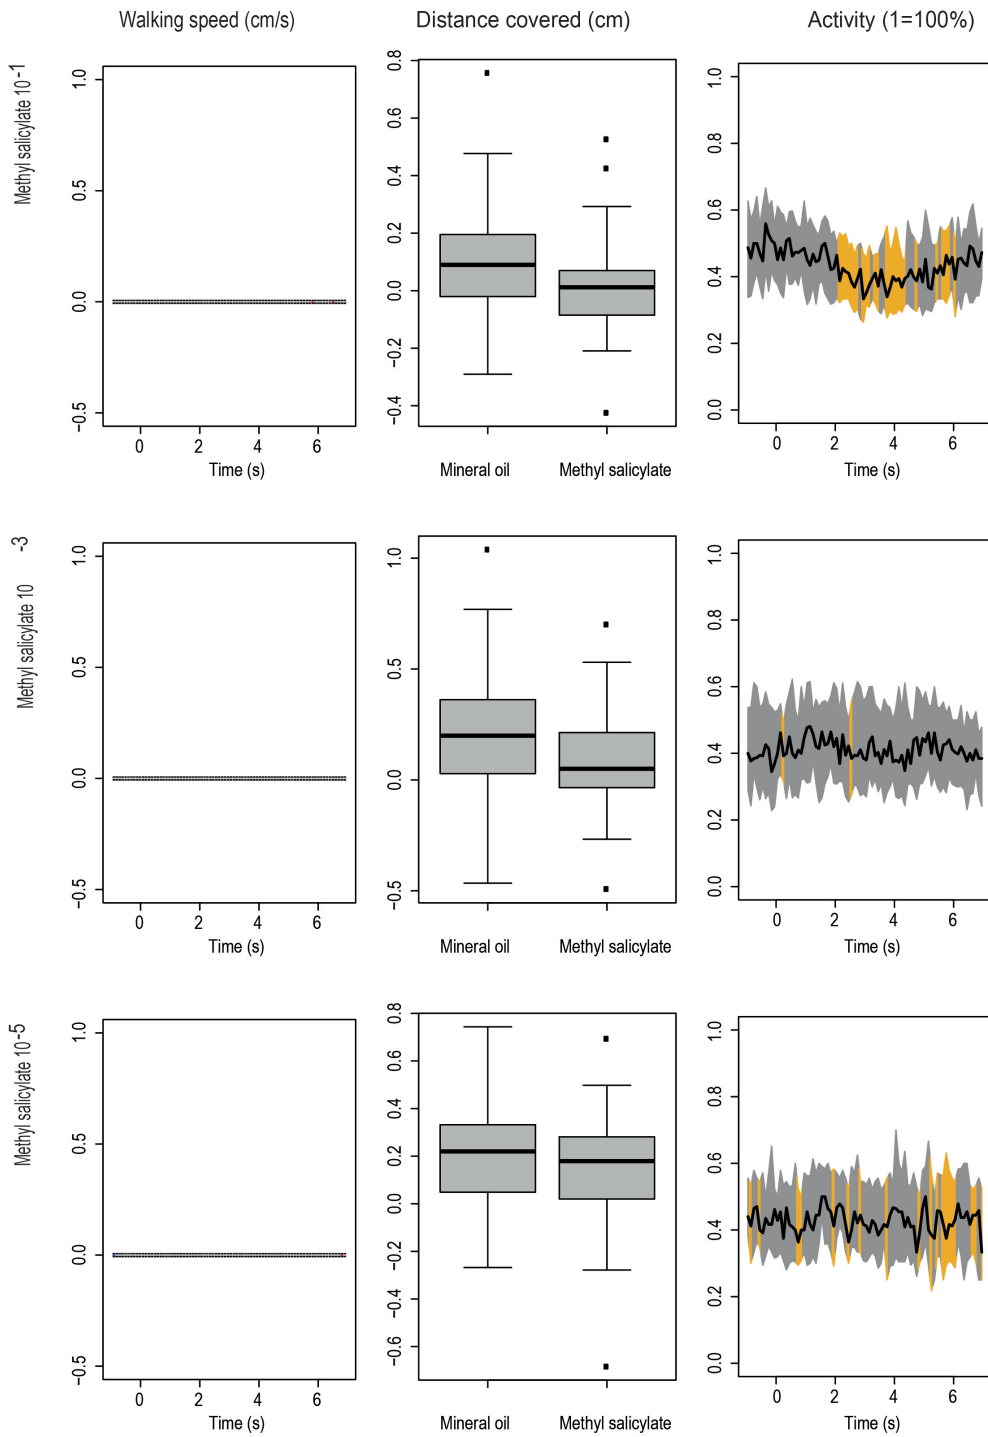 Walking speed (cm/s)
Distance covered (cm)
Activity (1=100%)
Methyl salicylate 10-1
1.0
0.5
0.0
-0.5
0 2 4 6
Time (s)
0.8
0.6
0.4
0.2
0.0
-0.2
-0.4
Mineral oil Methyl salicylate
1.0
0.8
0.6
0.4
0.2
0.0
0 2 4 6
Time (s)
Methyl salicylate 10 -3
1.0
0.5
0.0
-0.5
0 2 4 6
Time (s)
1.0
0.5
0.0
-0.5
Mineral oil Methyl salicylate
1.0
0.8
0.6
0.4
0.2
0.0
0 2 4 6
Time (s)
Methyl salicylate 10-5
1.0
0.5
0.0
-0.5
0 2 4 6
Time (s)
0.8
0.6
0.4
0.2
0.0
-0.2
-0.4
-0.6
Mineral oil Methyl salicylate
1.0
0.8
0.6
0.4
0.2
0.0
0 2 4 6
Time (s)